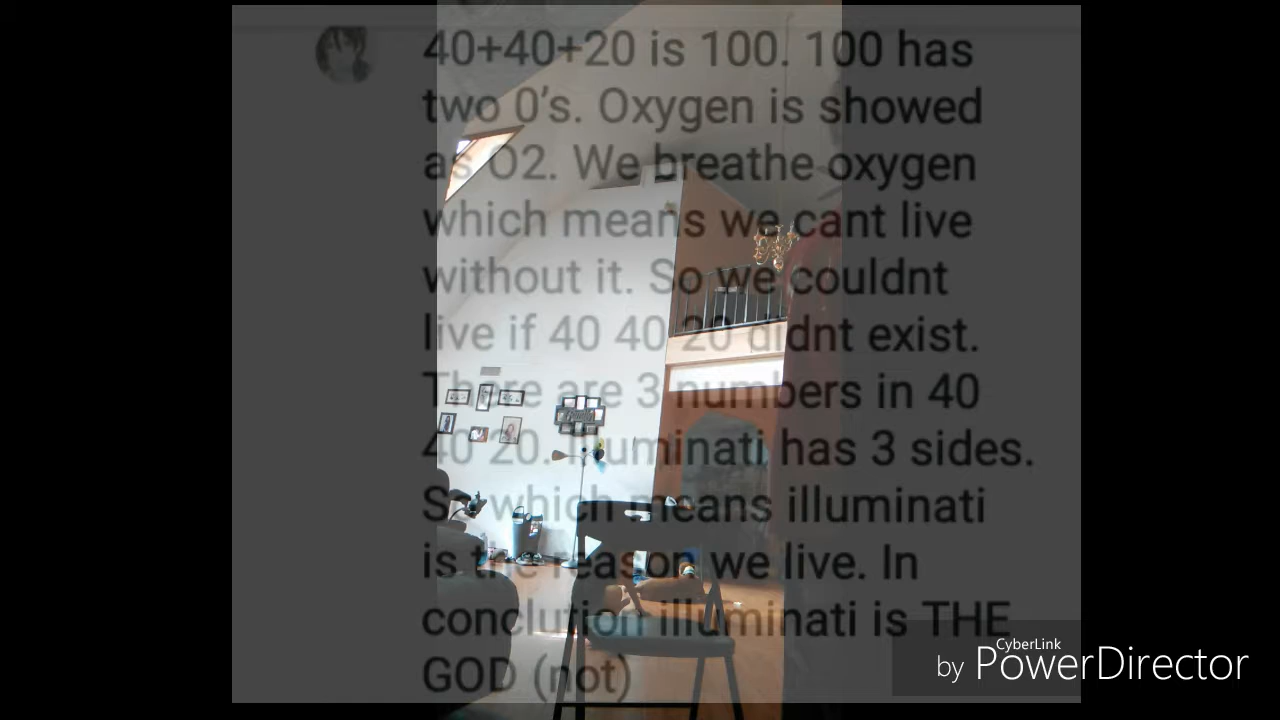 40+40+20 is 100. 100 has
two 0's. Oxygen is showed
as O2. We breathe oxygen
which means we cant live
without it. So we couldnt
live if 40 40 20 didnt exist.
There are 3 numbers in 40
40 20. Illuminati has 3 sides.
So which means illuminati
is the reason we live. In
conclution illuminati is THE
GOD (not)
CyberLink
by PowerDirector